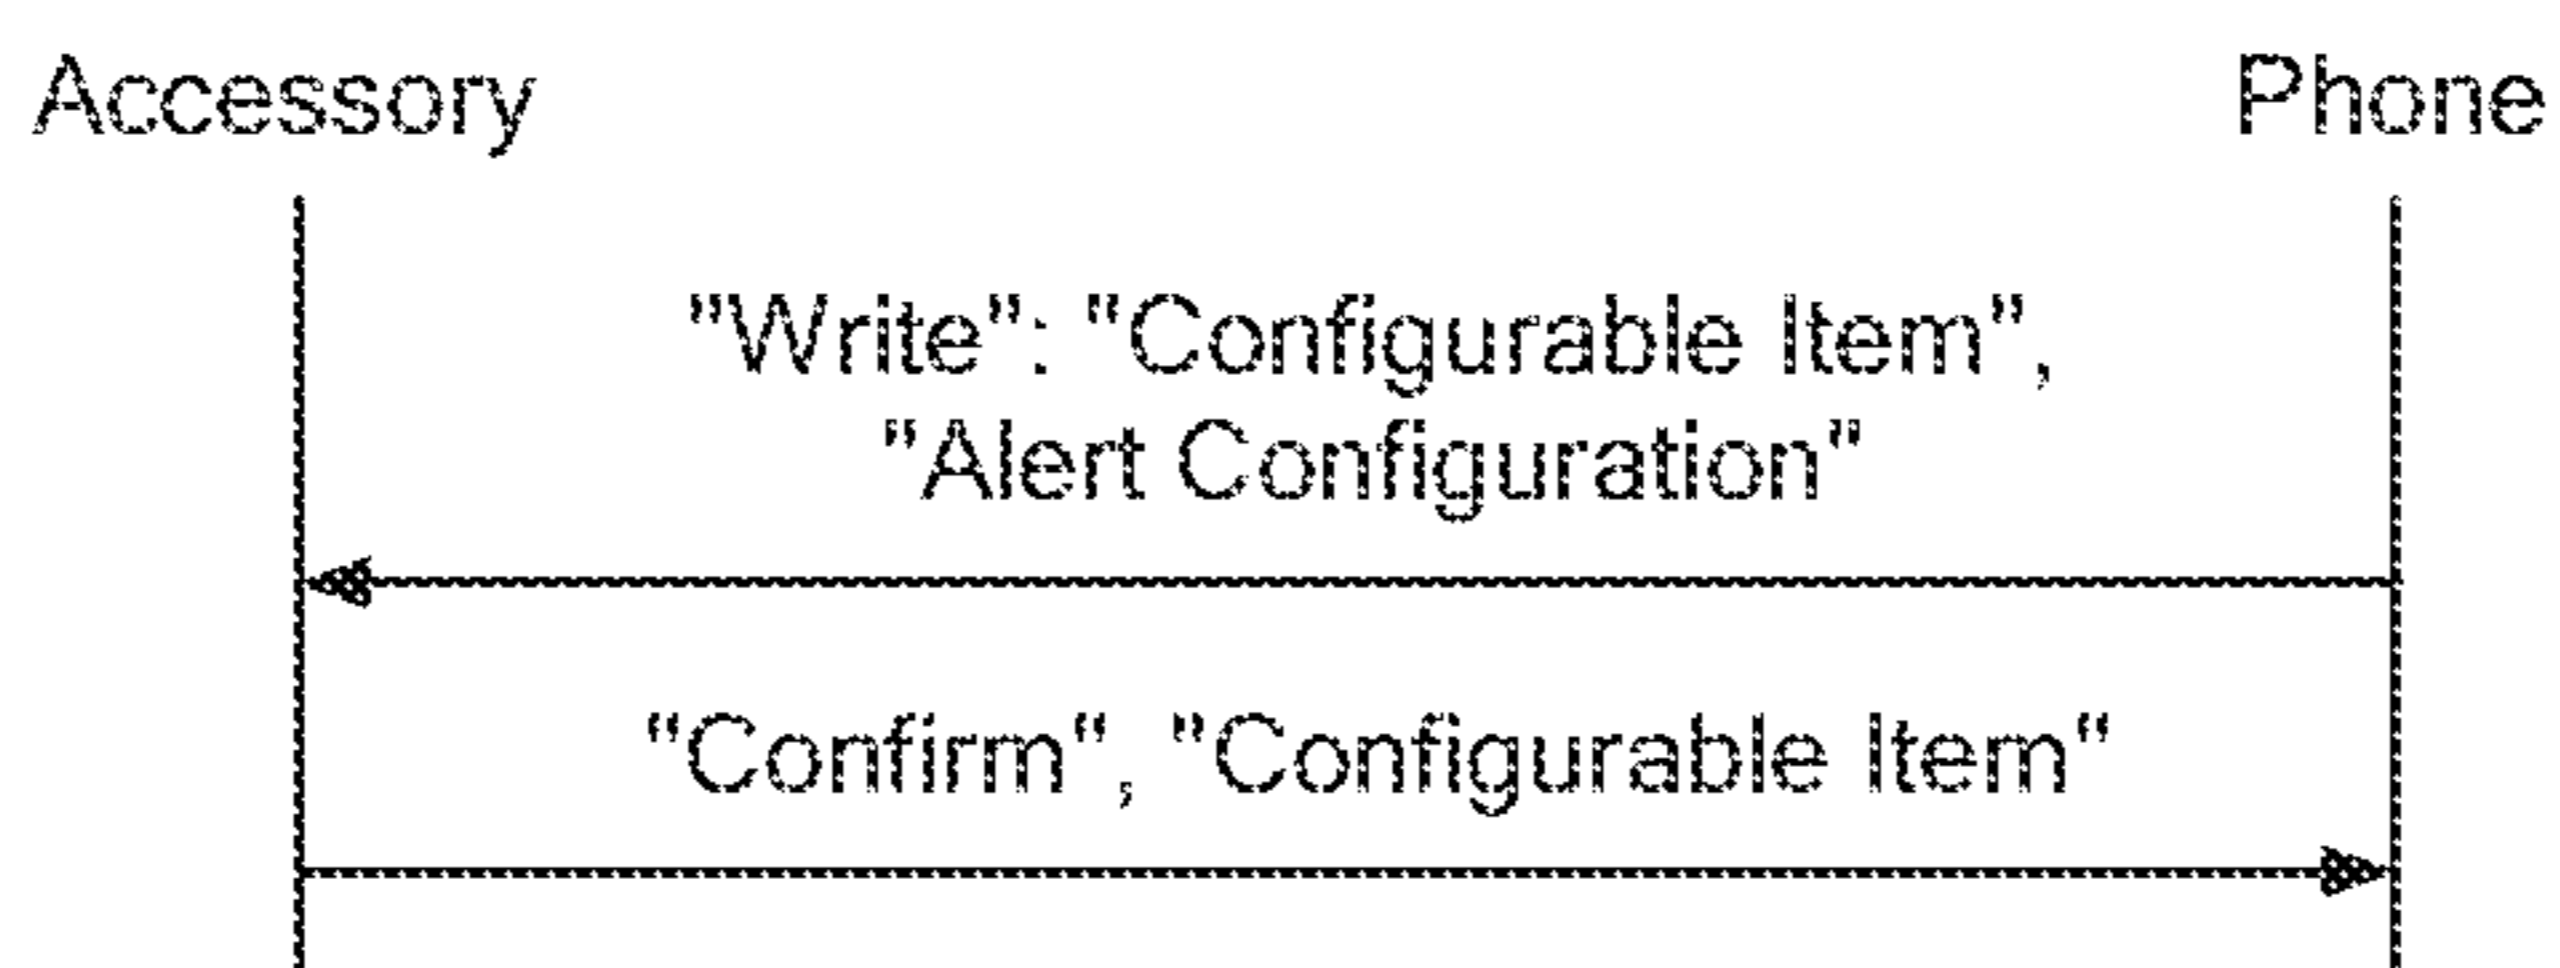 Accessory Phone
"Write": "Configurable Item",
"Alert Configuration"
"Confirm", "Configurable Item"